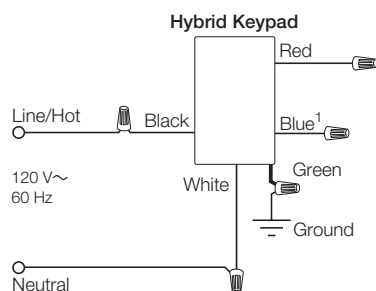 Hybrid Keypad
Red
Line/Hot
Black
Blue¹
120 V~
60 Hz
White
Green
Ground
Neutral